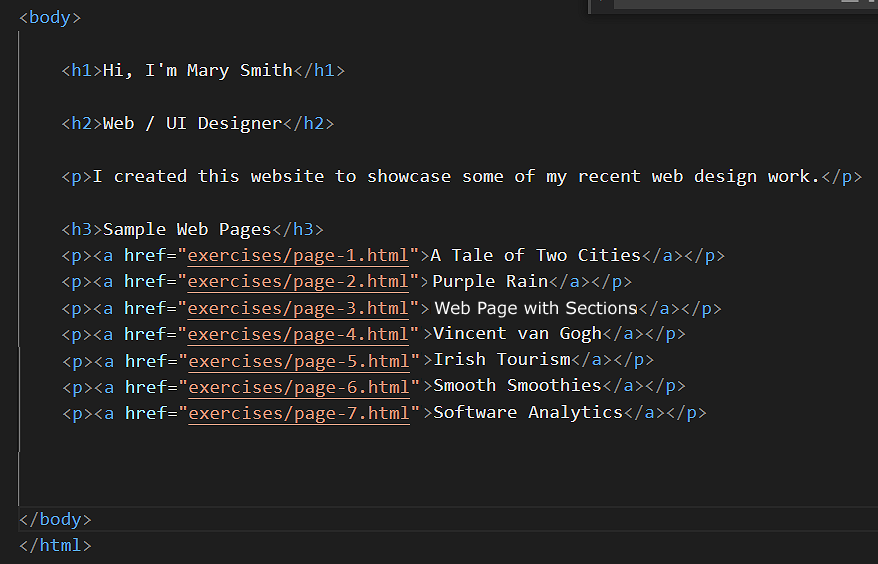 <body>
<h1>Hi, I'm Mary Smith</h1>
<h2>Web / UI Designer</h2>
<p>I created this website to showcase some of my recent web design work.</p>
<h3>Sample Web Pages</h3>
<p><a href="exercises/page-1.html">A Tale of Two Cities</a></p>
<p><a href="exercises/page-2.html">Purple Rain</a></p>
<p><a href="exercises/page-3.html">Web Page with Sections</a></p>
<p><a href="exercises/page-4.html">Vincent van Gogh</a></p>
<p><a href="exercises/page-5.html">Irish Tourism</a></p>
<p><a href="exercises/page-6.html">Smooth Smoothies</a></p>
<p><a href="exercises/page-7.html">Software Analytics</a></p>
</body>
</html>